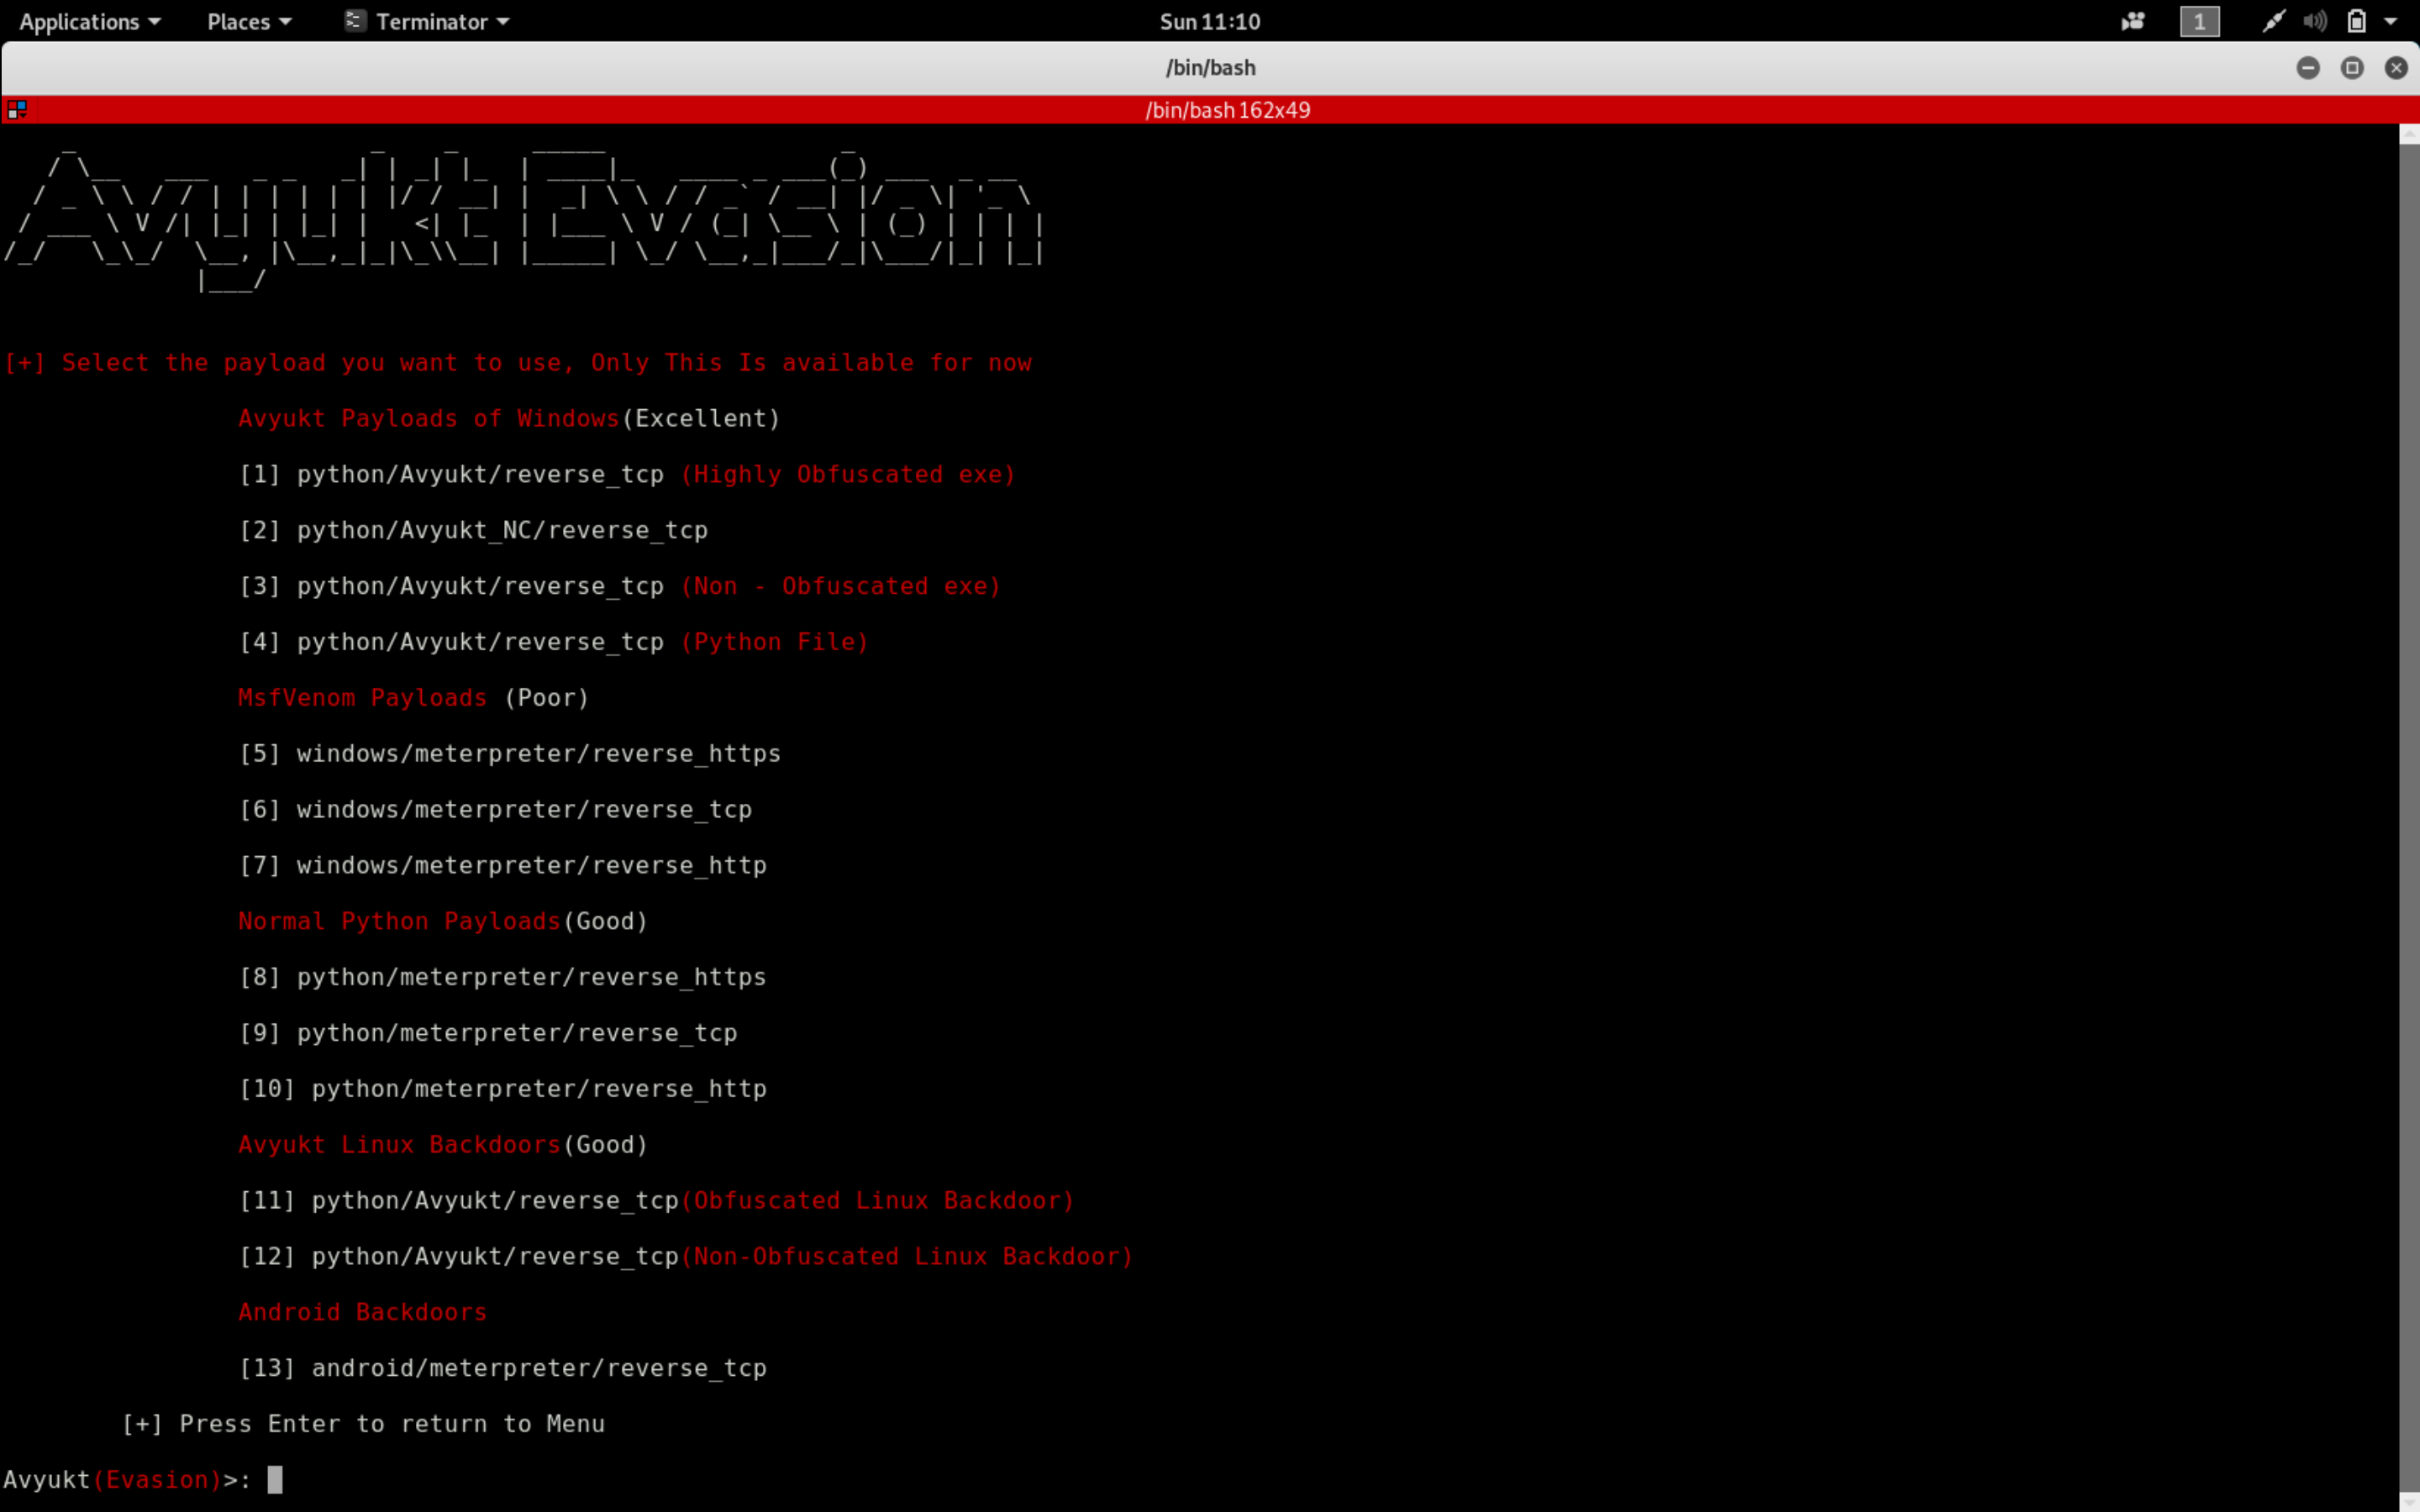 Applications Places Terminator Sun 11:10 1
/bin/bash
/bin/bash 162x49
Avyukt Evasion
[+] Select the payload you want to use, Only This Is available for now
Avyukt Payloads of Windows(Excellent)
[1] python/Avyukt/reverse_tcp (Highly Obfuscated exe)
[2] python/Avyukt_NC/reverse_tcp
[3] python/Avyukt/reverse_tcp (Non - Obfuscated exe)
[4] python/Avyukt/reverse_tcp (Python File)
MsfVenom Payloads (Poor)
[5] windows/meterpreter/reverse_https
[6] windows/meterpreter/reverse_tcp
[7] windows/meterpreter/reverse_http
Normal Python Payloads(Good)
[8] python/meterpreter/reverse_https
[9] python/meterpreter/reverse_tcp
[10] python/meterpreter/reverse_http
Avyukt Linux Backdoors(Good)
[11] python/Avyukt/reverse_tcp(Obfuscated Linux Backdoor)
[12] python/Avyukt/reverse_tcp(Non-Obfuscated Linux Backdoor)
Android Backdoors
[13] android/meterpreter/reverse_tcp
[+] Press Enter to return to Menu
Avyukt(Evasion)>: